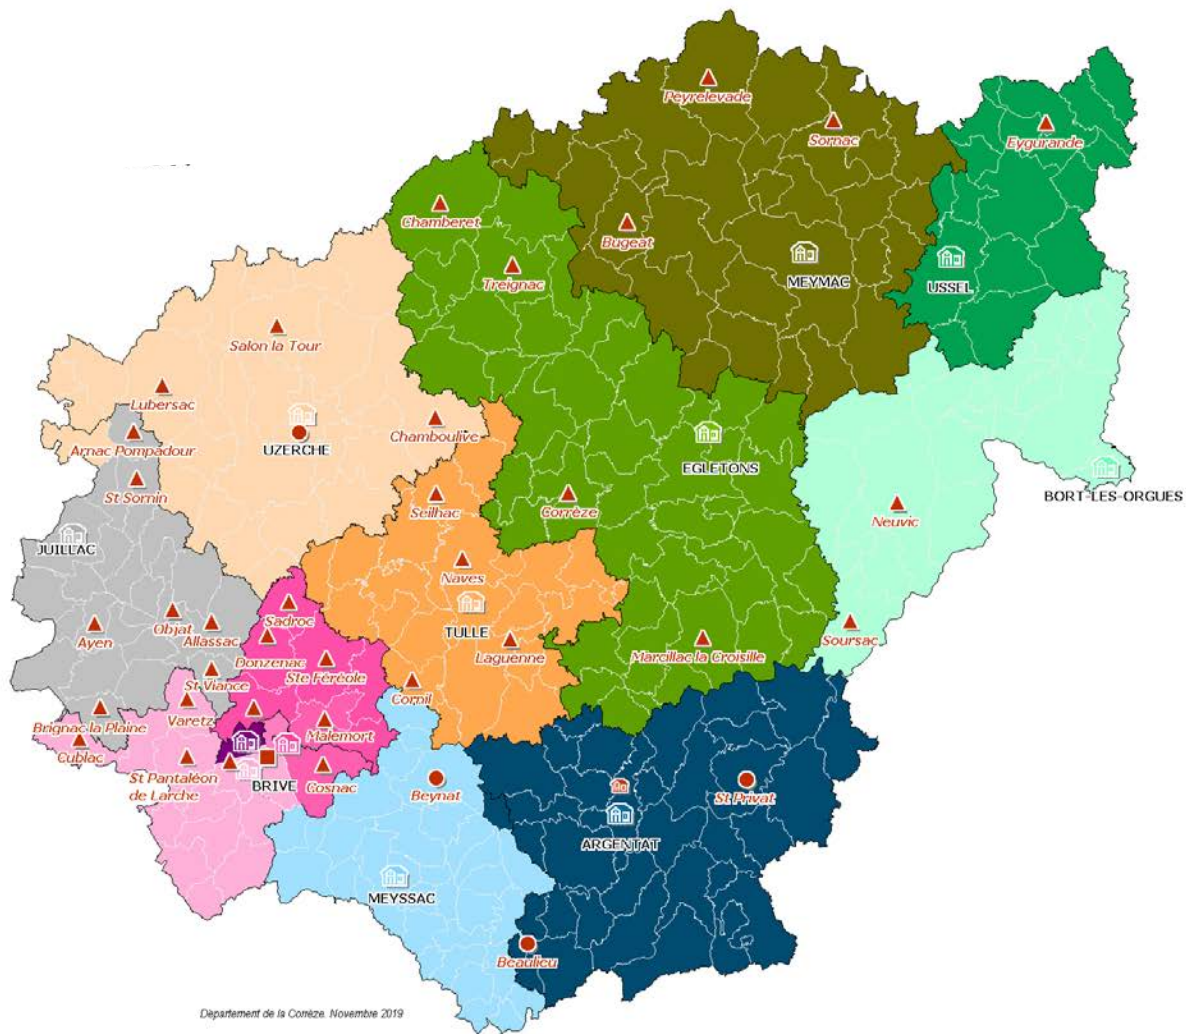 Peyrelevade
Sornac
Eygurande
Chamberet
Bugeat
Treignac
MEYMAC
USSEL
Salon la Tour
Lubersac
Chamboulive
Arnac Pompadour
UZERCHE
EGLETONS
BORT-LES-ORGUES
St Sornin
Seilhac
Corrèze
Neuvic
JUILLAC
Naves
Sadroc
Objat
Allassac
Ayen
TULLE
Soursac
Donzenac
Laguenne
Marcillac la Croisille
Ste Féréole
St Viance
Cornil
Varetz
Brignac la Plaine
Malemort
Cublac
St Pantaléon
de Larche
BRIVE
Cosnac
Beynat
St Privat
ARGENTAT
MEYSSAC
Beaulieu
Département de la Corrèze. Novembre 2019